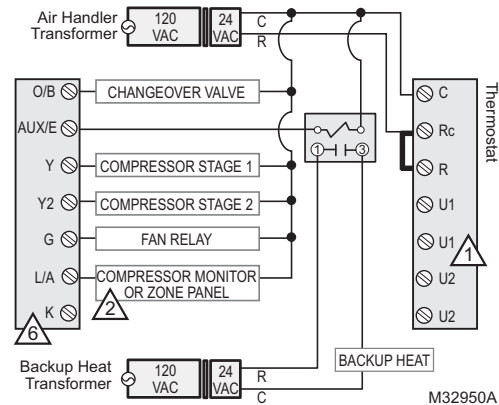 Air Handler
Transformer
120
VAC
24
VAC
C
R
O/B
CHANGEOVER VALVE
AUX/E
Y
COMPRESSOR STAGE 1
Y2
COMPRESSOR STAGE 2
G
FAN RELAY
L/A
COMPRESSOR MONITOR
OR ZONE PANEL
2
K
6
1
3
C
Rc
R
U1
U1
1
U2
U2
Thermostat
Backup Heat
Transformer
120
VAC
24
VAC
R
C
BACKUP HEAT
M32950A